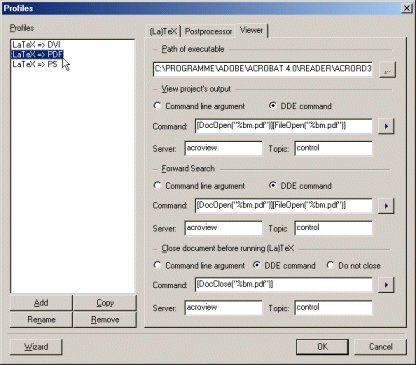 Profiles
Profiles
LaTeX => DVI
LaTeX => PDF
LaTeX => PS
Add
Copy
Rename
Remove
(La)TeX Postprocessor Viewer
Path of executable
C:\PROGRAMME\ADOBE\ACROBAT 4.0\READER\ACRORD3
...
View project's output
Command line argument DDE command
Command: [DocOpen("%bm.pdf")][FileOpen("%bm.pdf")]
Server: acroview Topic: control
Forward Search
Command line argument DDE command
Command: [DocOpen("%bm.pdf")][FileOpen("%bm.pdf")]
Server: acroview Topic control
Close document before running (La)TeX
Command line argument DDE command Do not close
Command: [DocClose("%bm.pdf")]
Server: acroview Topic: control
Wizard
OK
Cancel